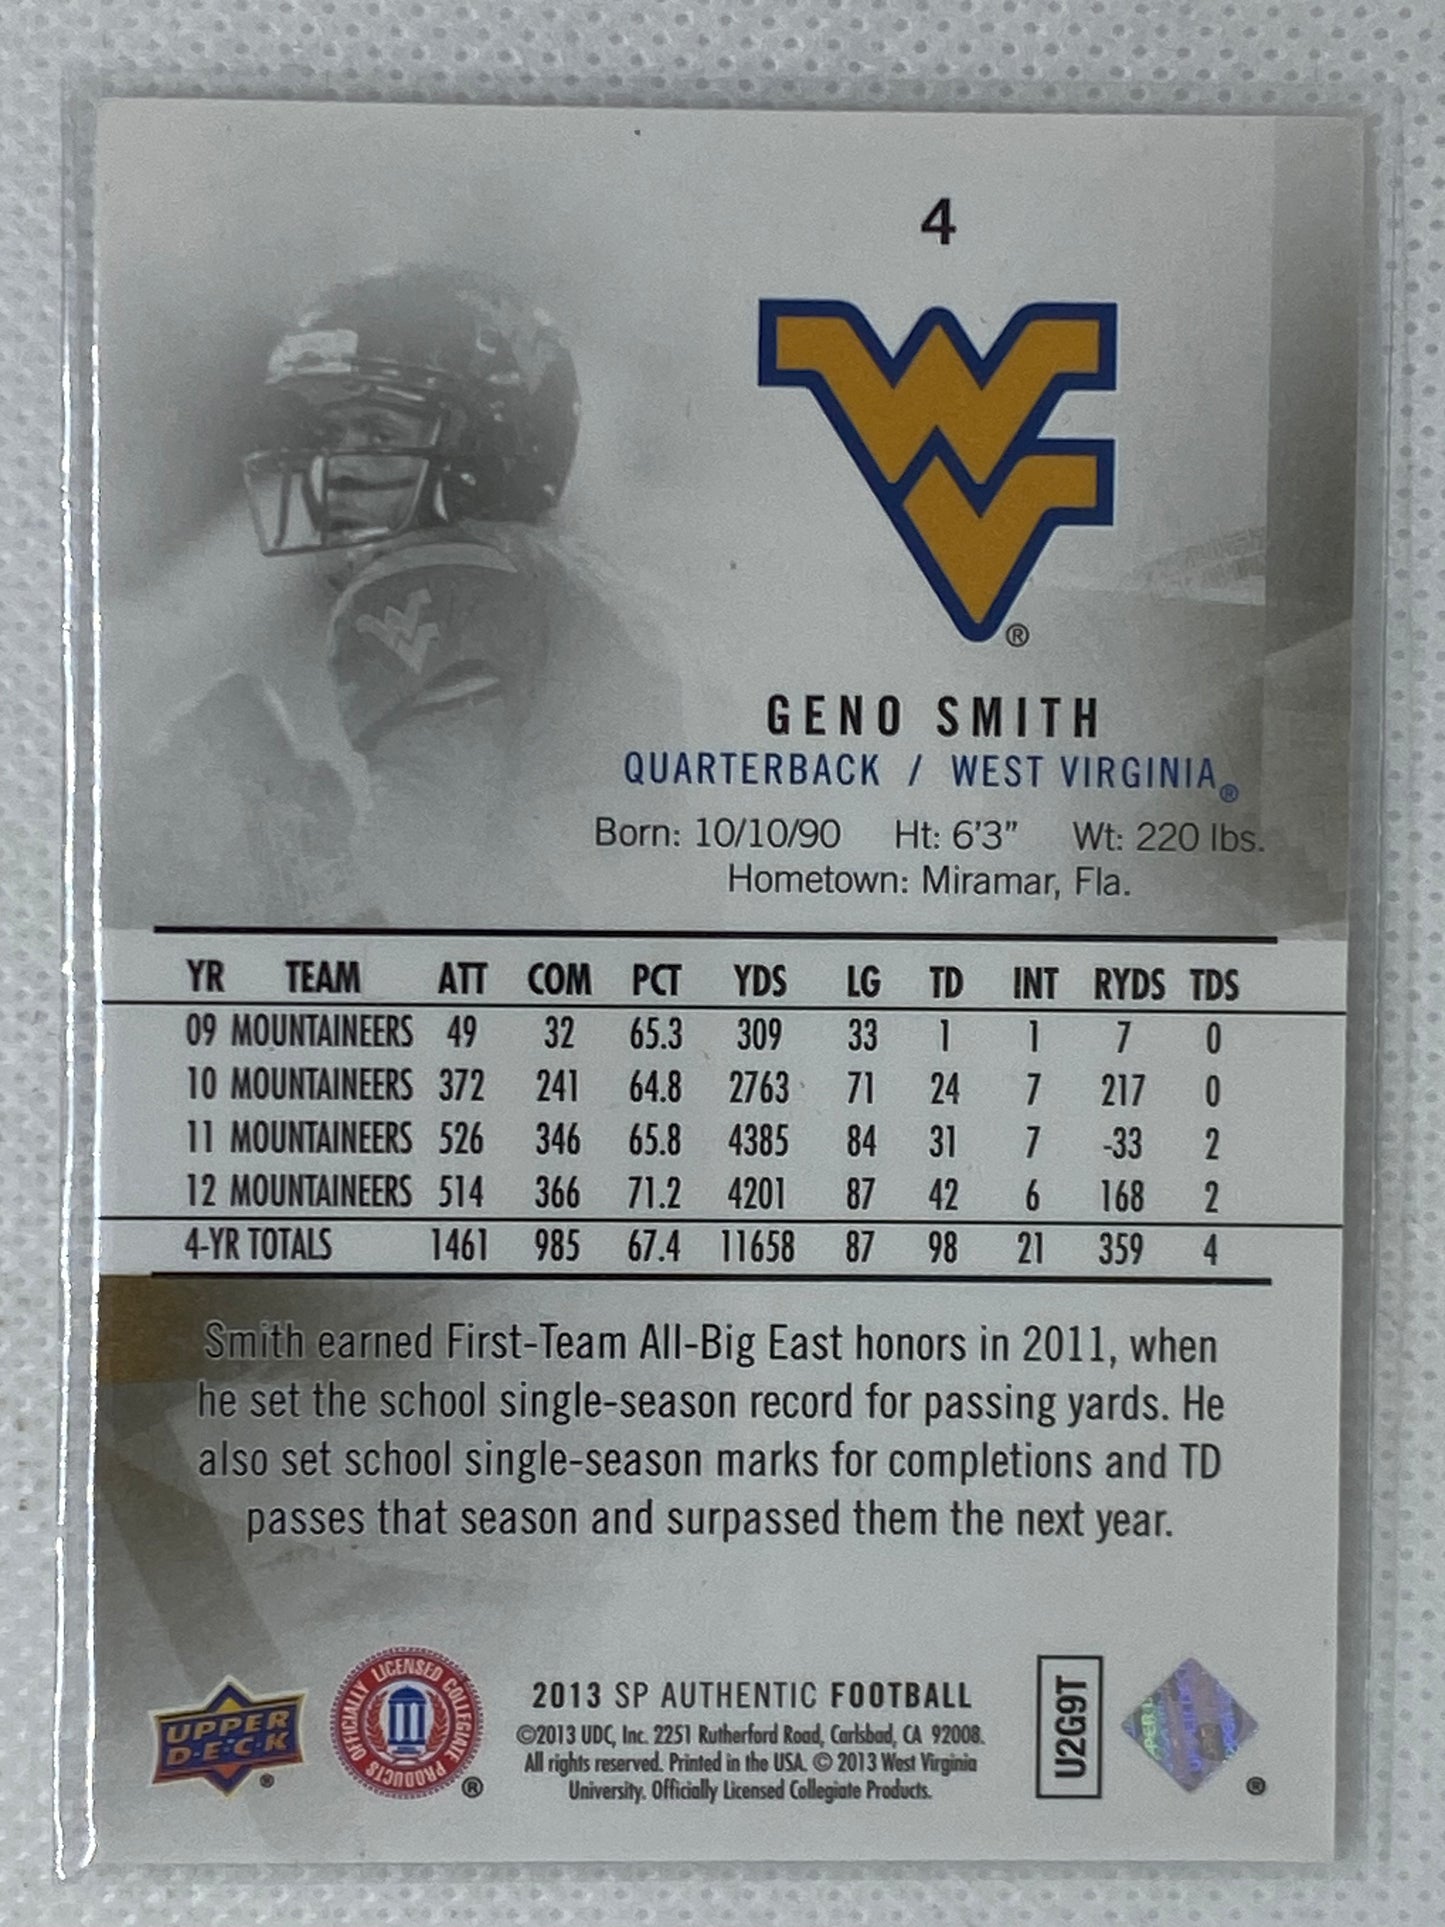 4
WV®
GENO SMITH
QUARTERBACK / WEST VIRGINIA®
Born: 10/10/90 Ht: 6'3" Wt: 220 lbs.
Hometown: Miramar, Fla.
YR TEAM ATT COM PCT YDS LG TD INT RYDS TDS
09 MOUNTAINEERS 49 32 65.3 309 33 1 1 7 0
10 MOUNTAINEERS 372 241 64.8 2763 71 24 7 217 0
11 MOUNTAINEERS 526 346 65.8 4385 84 31 7 -33 2
12 MOUNTAINEERS 514 366 71.2 4201 87 42 6 168 2
4-YR TOTALS 1461 985 67.4 11658 87 98 21 359 4
Smith earned First-Team All-Big East honors in 2011, when
he set the school single-season record for passing yards. He
also set school single-season marks for completions and TD
passes that season and surpassed them the next year.
UPPER
D·E·C·K
®
OFFICIALLY LICENSED COLLEGIATE PRODUCTS
®
2013 SP AUTHENTIC FOOTBALL
©2013 UDC, Inc. 2251 Rutherford Road, Carlsbad, CA 92008.
All rights reserved. Printed in the USA. © 2013 West Virginia
University. Officially Licensed Collegiate Products.
U2G9T
®